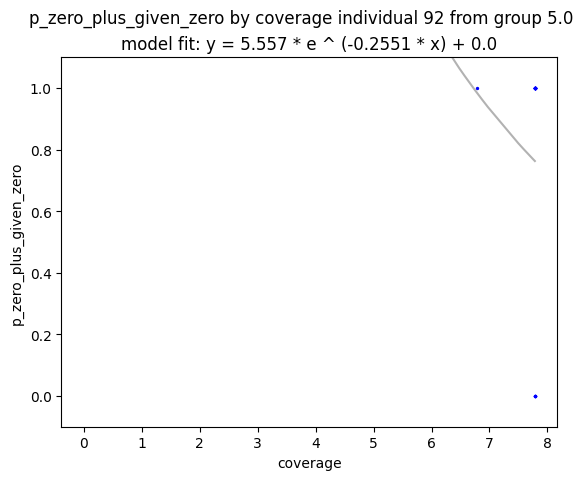 p_zero_plus_given_zero by coverage individual 92 from group 5.0
model fit: y = 5.557 * e ^ (-0.2551 * x) + 0.0
1.0
0.8
0.6
0.4
0.2
0.0
p_zero_plus_given_zero
0 1 2 3 4 5 6 7 8
coverage